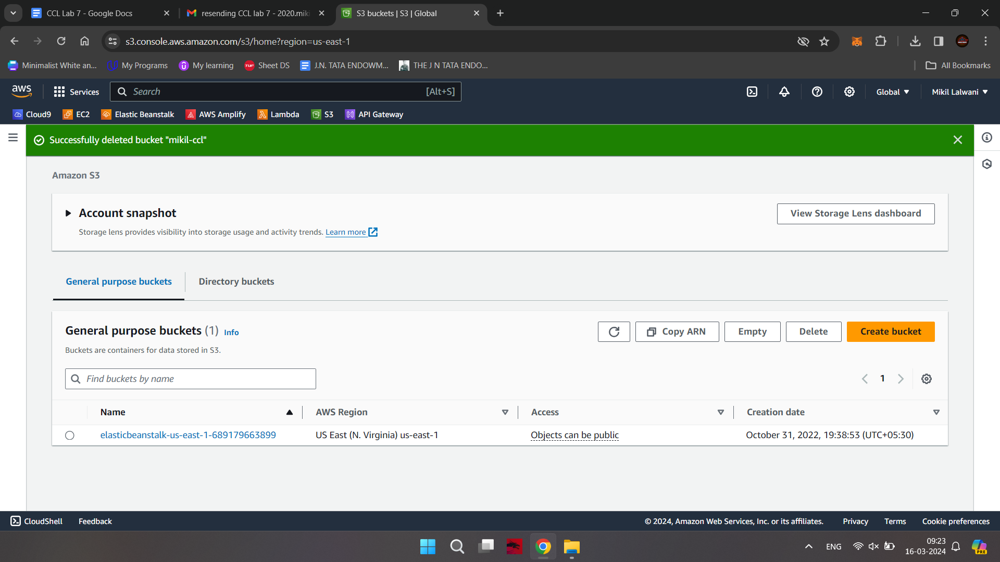 CCL Lab 7 - Google Docs
resending CCL lab 7 - 2020.miki
S3 buckets | S3 | Global
s3.console.aws.amazon.com/s3/home?region=us-east-1
Minimalist White an...
My Programs
My learning
TUF
Sheet DS
J.N. TATA ENDOWM...
THE J N TATA ENDO...
All Bookmarks
aws
Services
Search
[Alt+S]
Global
Mikil Lalwani
Cloud9
EC2
Elastic Beanstalk
AWS Amplify
Lambda
S3
API Gateway
Successfully deleted bucket "mikil-ccl"
Amazon S3
Account snapshot
View Storage Lens dashboard
Storage lens provides visibility into storage usage and activity trends. Learn more
General purpose buckets
Directory buckets
General purpose buckets (1) Info
Copy ARN
Empty
Delete
Create bucket
Buckets are containers for data stored in S3.
Find buckets by name
1
Name
AWS Region
Access
Creation date
elasticbeanstalk-us-east-1-689179663899
US East (N. Virginia) us-east-1
Objects can be public
October 31, 2022, 19:38:53 (UTC+05:30)
CloudShell
Feedback
© 2024, Amazon Web Services, Inc. or its affiliates.
Privacy
Terms
Cookie preferences
ENG
09:23
16-03-2024
PRE